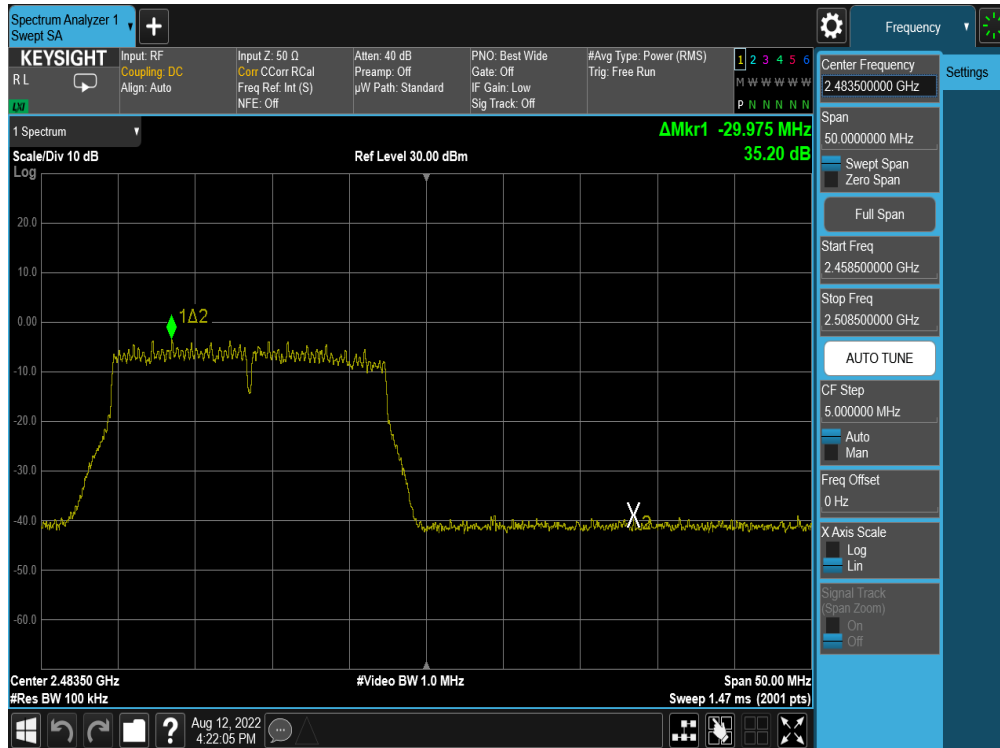 Spectrum Analyzer 1
Swept SA
Frequency
KEYSIGHT
R L
LXI
Input: RF
Coupling: DC
Align: Auto
Input Z: 50 Ω
Corr CCorr RCal
Freq Ref: Int (S)
NFE: Off
Atten: 40 dB
Preamp: Off
µW Path: Standard
PNO: Best Wide
Gate: Off
IF Gain: Low
Sig Track: Off
#Avg Type: Power (RMS)
Trig: Free Run
1 2 3 4 5 6
M W W W W W
P N N N N N
1 Spectrum
Scale/Div 10 dB
Log
Ref Level 30.00 dBm
ΔMkr1 -29.975 MHz
35.20 dB
20.0
10.0
0.00
-10.0
-20.0
-30.0
-40.0
-50.0
-60.0
1Δ2
X2
Center 2.48350 GHz
#Res BW 100 kHz
#Video BW 1.0 MHz
Span 50.00 MHz
Sweep 1.47 ms (2001 pts)
Aug 12, 2022
4:22:05 PM
Center Frequency
2.483500000 GHz
Settings
Span
50.0000000 MHz
Swept Span
Zero Span
Full Span
Start Freq
2.458500000 GHz
Stop Freq
2.508500000 GHz
AUTO TUNE
CF Step
5.000000 MHz
Auto
Man
Freq Offset
0 Hz
X Axis Scale
Log
Lin
Signal Track
(Span Zoom)
On
Off